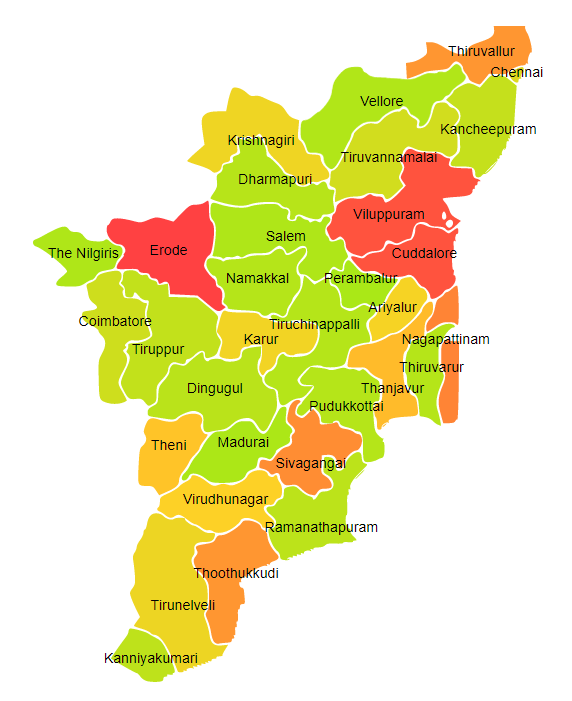 Thiruvallur
Chennai
Vellore
Kancheepuram
Krishnagiri
Tiruvannamalai
Dharmapuri
Viluppuram
Salem
Erode
The Nilgiris
Cuddalore
Namakkal
Perambalur
Ariyalur
Coimbatore
Tiruchinappalli
Karur
Nagapattinam
Tiruppur
Thiruvarur
Dingugul
Thanjavur
Pudukkottai
Madurai
Theni
Sivagangai
Virudhunagar
Ramanathapuram
Thoothukkudi
Tirunelveli
Kanniyakumari